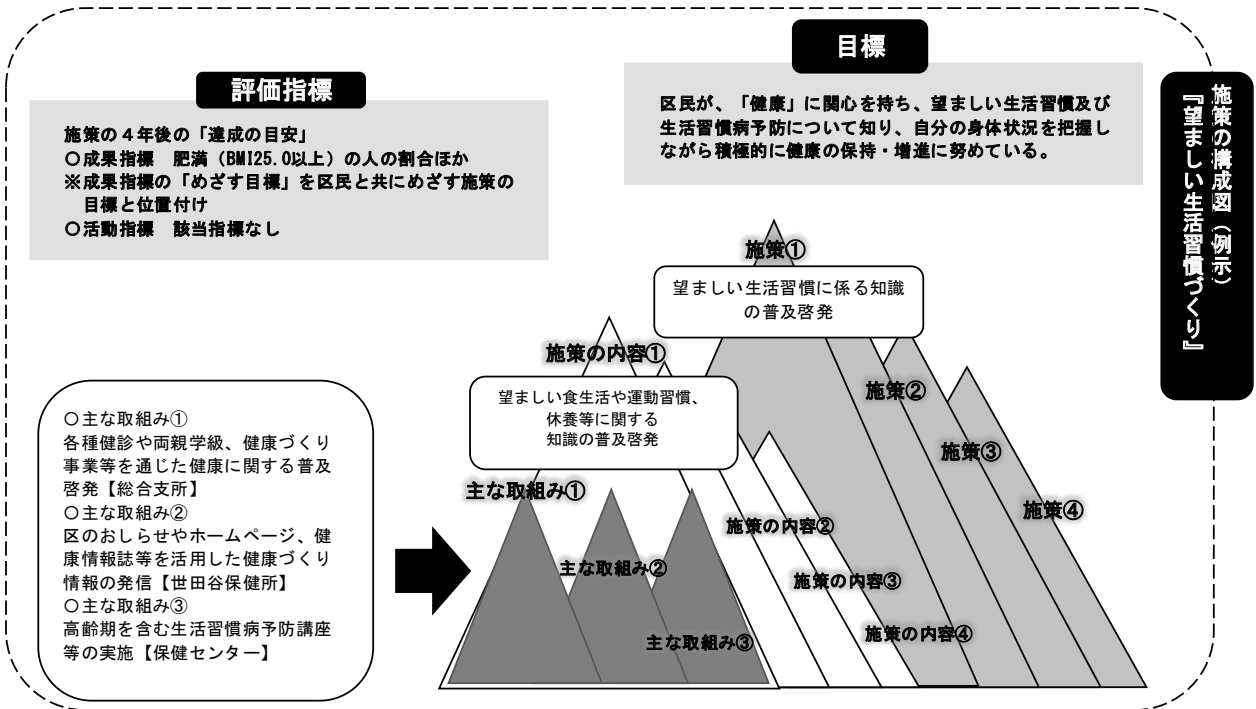 施策の構成図（例示）
『望ましい生活習慣づくり』
目標
区民が、「健康」に関心を持ち、望ましい生活習慣及び
生活習慣病予防について知り、自分の身体状況を把握し
ながら積極的に健康の保持・増進に努めている。
評価指標
施策の４年後の「達成の目安」
○成果指標　肥満（BMI25.0以上）の人の割合ほか
※成果指標の「めざす目標」を区民と共にめざす施策の
目標と位置付け
○活動指標　該当指標なし
施策①
望ましい生活習慣に係る知識
の普及啓発
施策②
施策③
施策④
施策の内容①
望ましい食生活や運動習慣、
休養等に関する
知識の普及啓発
施策の内容②
施策の内容③
施策の内容④
主な取組み①
主な取組み②
主な取組み③
○主な取組み①
各種健診や両親学級、健康づくり
事業等を通じた健康に関する普及
啓発【総合支所】
○主な取組み②
区のおしらせやホームページ、健
康情報誌等を活用した健康づくり
情報の発信【世田谷保健所】
○主な取組み③
高齢期を含む生活習慣病予防講座
等の実施【保健センター】